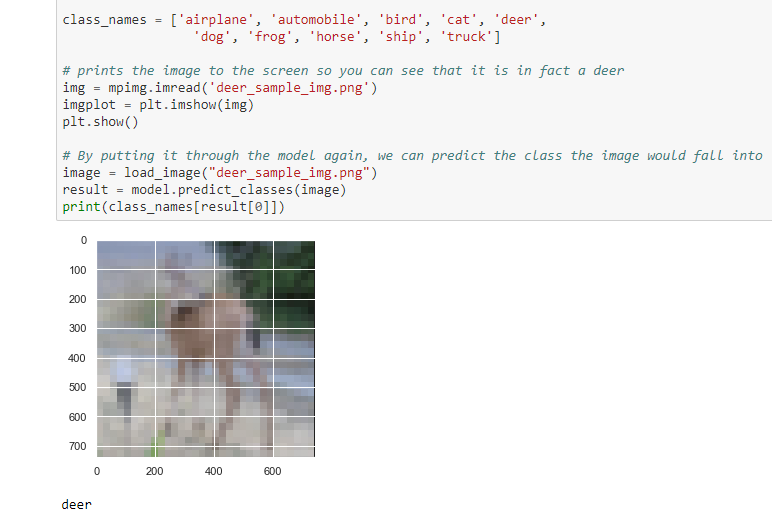 class_names = ['airplane', 'automobile', 'bird', 'cat', 'deer',
'dog', 'frog', 'horse', 'ship', 'truck']
# prints the image to the screen so you can see that it is in fact a deer
img = mpimg.imread('deer_sample_img.png')
imgplot = plt.imshow(img)
plt.show()
# By putting it through the model again, we can predict the class the image would fall into
image = load_image("deer_sample_img.png")
result = model.predict_classes(image)
print(class_names[result[0]])
0
100
200
300
400
500
600
700
0 200 400 600
deer